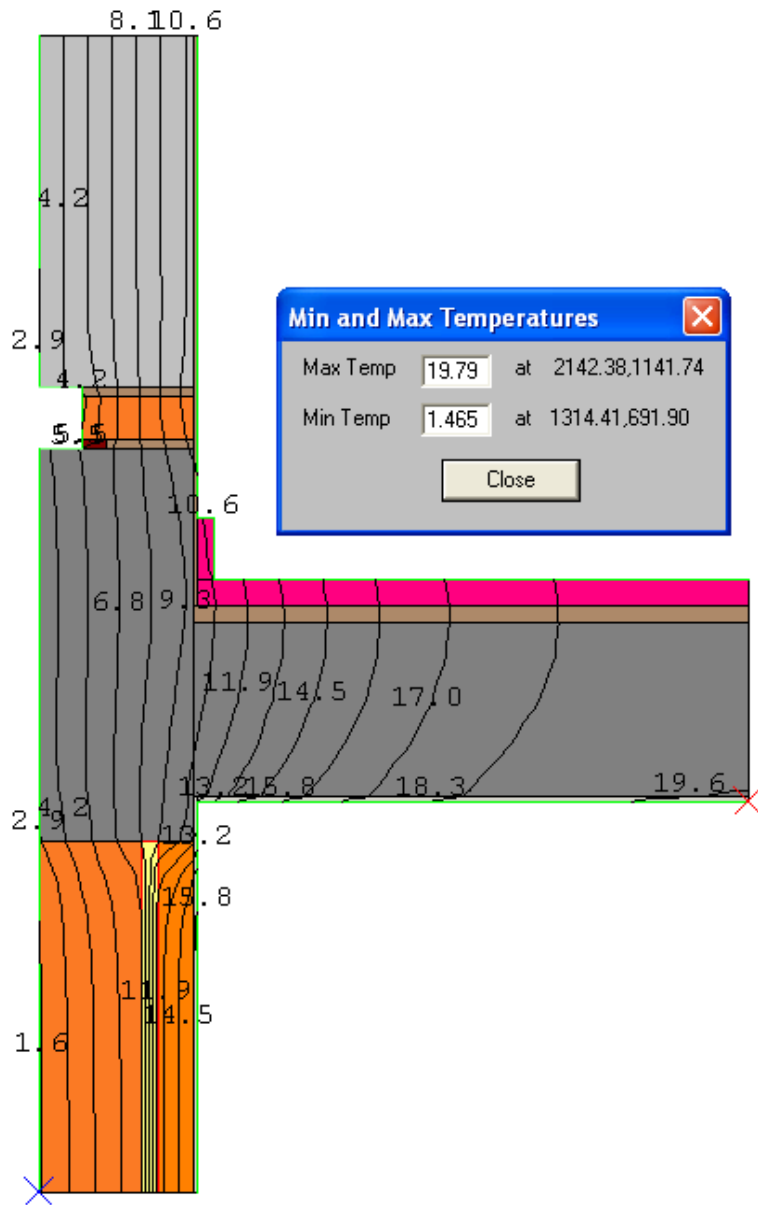 8.1 10.6
4.2
2.9
4.2
5.5
Min and Max Temperatures
Max Temp 19.79 at 2142.38,1141.74
Min Temp 1.465 at 1314.41,691.90
Close
10.6
6.8 9.3
11.9 14.5 17.0
13.2 15.8 18.3 19.6
4.2
2.9
13.2
15.8
11.9
14.5
1.6